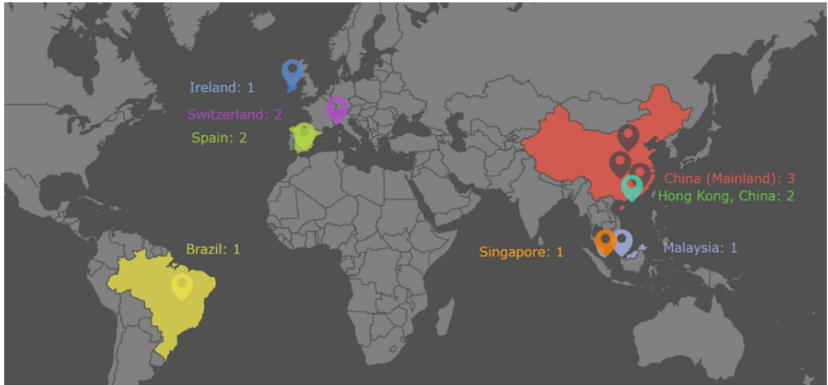 Ireland: 1
Switzerland: 2
Spain: 2
China (Mainland): 3
Hong Kong, China: 2
Brazil: 1
Singapore: 1
Malaysia: 1